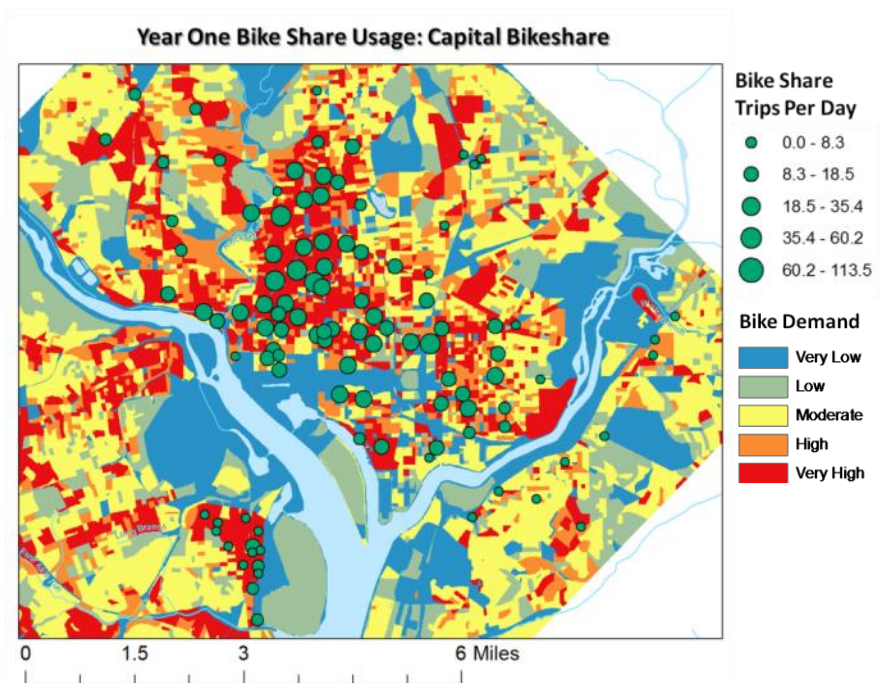 Year One Bike Share Usage: Capital Bikeshare
Bike Share
Trips Per Day
0.0 - 8.3
8.3 - 18.5
18.5 - 35.4
35.4 - 60.2
60.2 - 113.5
Bike Demand
Very Low
Low
Moderate
High
Very High
Long Branch
0 1.5 3 6 Miles